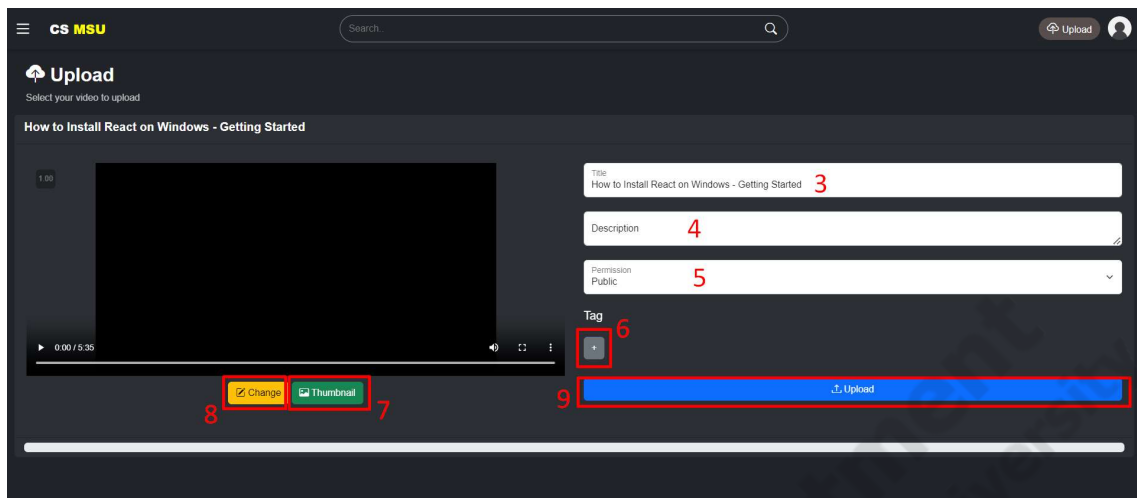 CS MSU
Search..
Upload
Upload
Select your video to upload
How to Install React on Windows - Getting Started
1.00
Title
How to Install React on Windows - Getting Started 3
Description 4
Permission
Public 5
Tag
6
+
0:00 / 5:35
8 Change Thumbnail 7
9 Upload
tment
versity